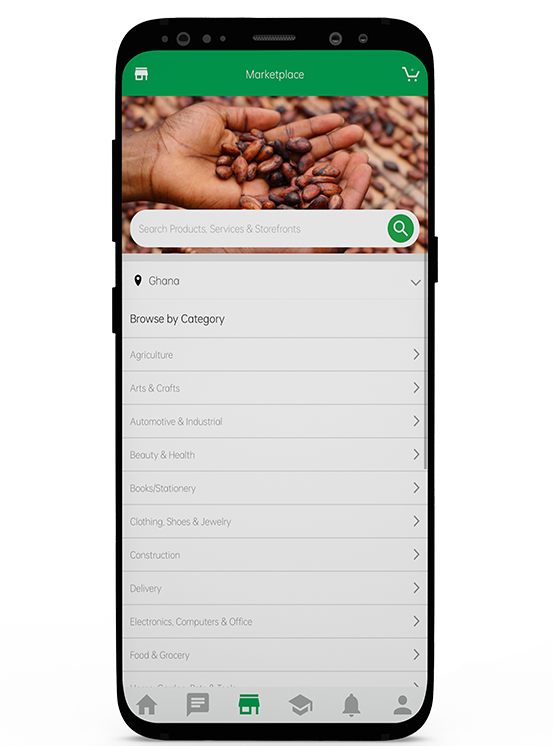 Marketplace
Search Products, Services & Storefronts
Ghana
Browse by Category
Agriculture
Arts & Crafts
Automotive & Industrial
Beauty & Health
Books/Stationery
Clothing, Shoes & Jewelry
Construction
Delivery
Electronics, Computers & Office
Food & Grocery